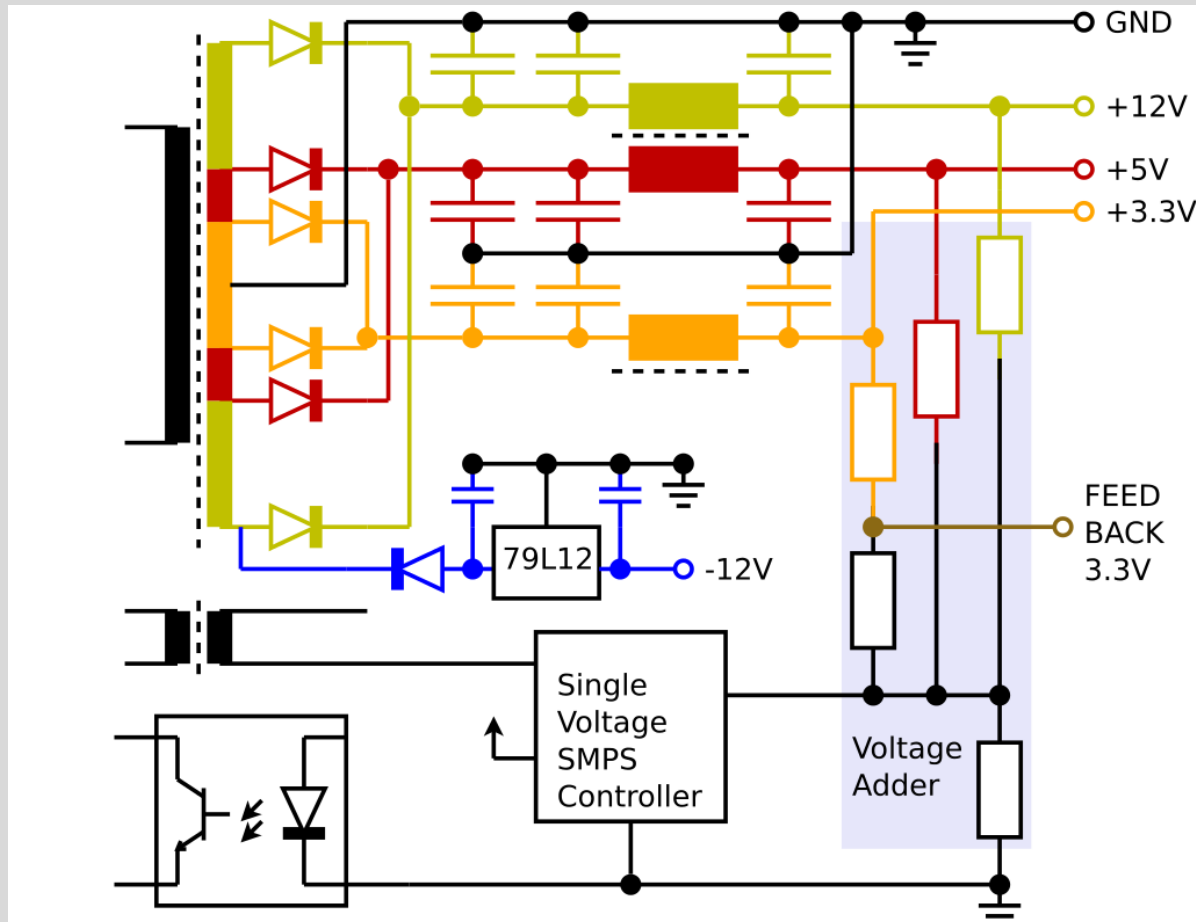 GND
+12V
+5V
+3.3V
FEED
BACK
3.3V
79L12
-12V
Single
Voltage
SMPS
Controller
Voltage
Adder